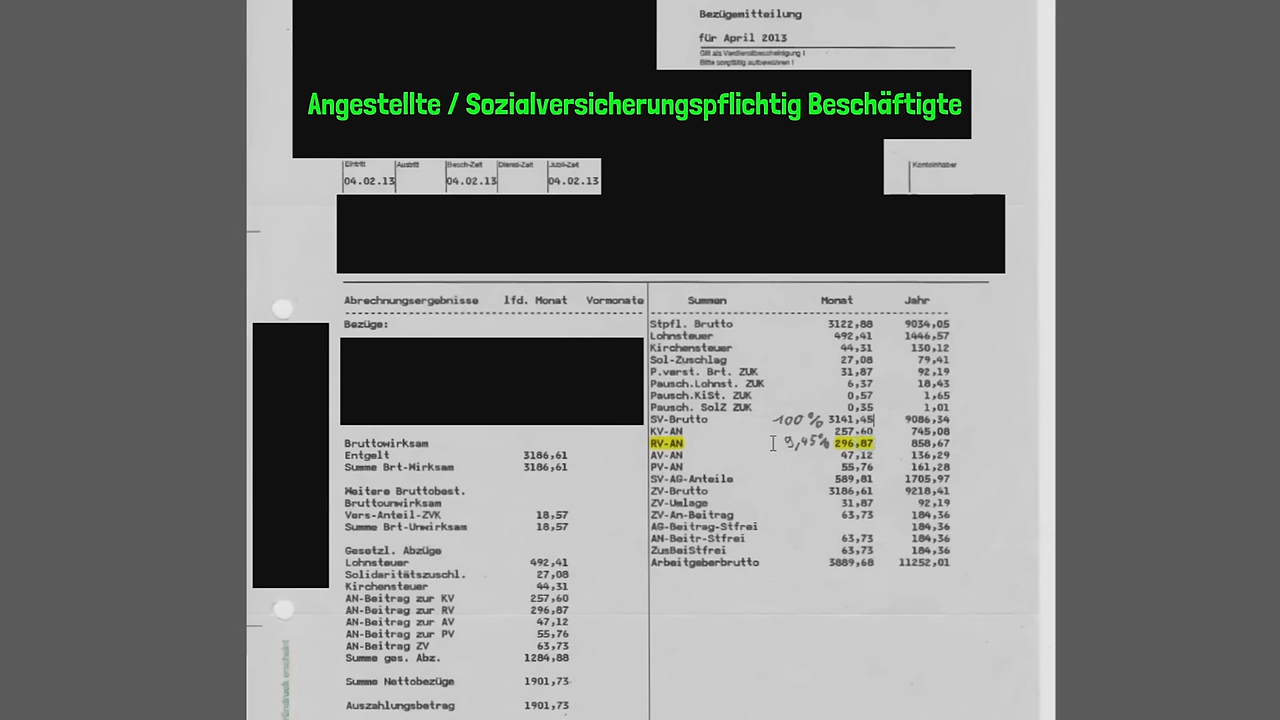 Bezügemitteilung
für April 2013
Gilt als Verdienstbescheinigung !
Bitte sorgfältig aufbewahren !
Angestellte / Sozialversicherungspflichtig Beschäftigte
Eintritt Austritt Besch-Zeit Dienst-Zeit Jubil-Zeit Kontoinhaber
04.02.13 04.02.13 04.02.13
Abrechnungsergebnisse lfd. Monat Vormonate
Bezüge:
Bruttowirksam
Entgelt 3186,61
Summe Brt-Wirksam 3186,61
Weitere Bruttobest.
Bruttounwirksam
Vers-Anteil-ZVK 18,57
Summe Brt-Unwirksam 18,57
Gesetzl. Abzüge
Lohnsteuer 492,41
Solidaritätszuschl. 27,08
Kirchensteuer 44,31
AN-Beitrag zur KV 257,60
AN-Beitrag zur RV 296,87
AN-Beitrag zur AV 47,12
AN-Beitrag zur PV 55,76
AN-Beitrag ZV 63,73
Summe ges. Abz. 1284,88
Summe Nettobezüge 1901,73
Auszahlungsbetrag 1901,73
Summen Monat Jahr
Stpfl. Brutto 3122,88 9034,05
Lohnsteuer 492,41 1446,57
Kirchensteuer 44,31 130,12
Sol-Zuschlag 27,08 79,41
P.verst. Brt. ZUK 31,87 92,19
Pausch.Lohnst. ZUK 6,37 18,43
Pausch.KiSt. ZUK 0,57 1,65
Pausch. SolZ ZUK 0,35 1,01
SV-Brutto 100 % 3141,45 9086,34
KV-AN 257,60 745,08
RV-AN 9,45% 296,87 858,67
AV-AN 47,12 136,29
PV-AN 55,76 161,28
SV-AG-Anteile 589,81 1705,97
ZV-Brutto 3186,61 9218,41
ZV-Umlage 31,87 92,19
ZV-An-Beitrag 63,73 184,36
AG-Beitrag-Stfrei 184,36
AN-Beitr-Stfrei 63,73 184,36
ZusBeiStfrei 63,73 184,36
Arbeitgeberbrutto 3889,68 11252,01